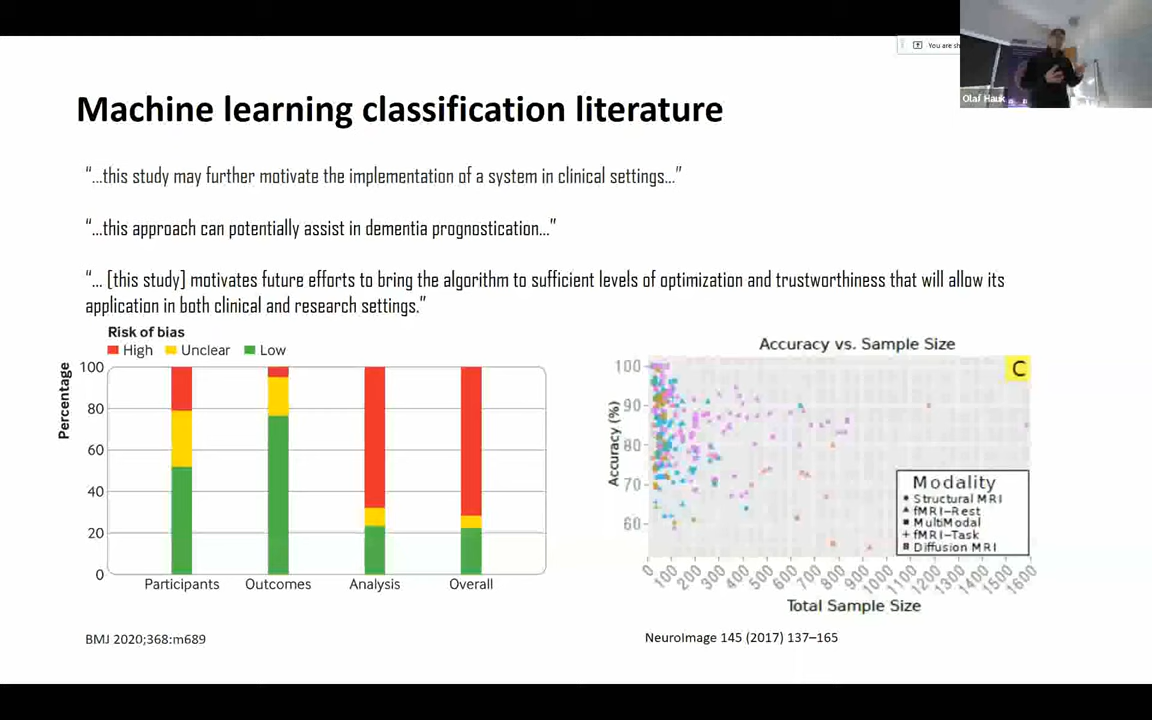 You are sh
Olaf Hauk
Machine learning classification literature
“...this study may further motivate the implementation of a system in clinical settings...”
“...this approach can potentially assist in dementia prognostication...”
“... [this study] motivates future efforts to bring the algorithm to sufficient levels of optimization and trustworthiness that will allow its
application in both clinical and research settings.”
Risk of bias
High Unclear Low
Percentage
100
80
60
40
20
0
Participants Outcomes Analysis Overall
BMJ 2020;368:m689
Accuracy vs. Sample Size
C
Accuracy (%)
100
90
80
70
60
Modality
Structural MRI
fMRI-Rest
MultiModal
fMRI-Task
Diffusion MRI
0 100 200 300 400 500 600 700 800 900 1000 1100 1200 1300 1400 1500 1600
Total Sample Size
NeuroImage 145 (2017) 137–165